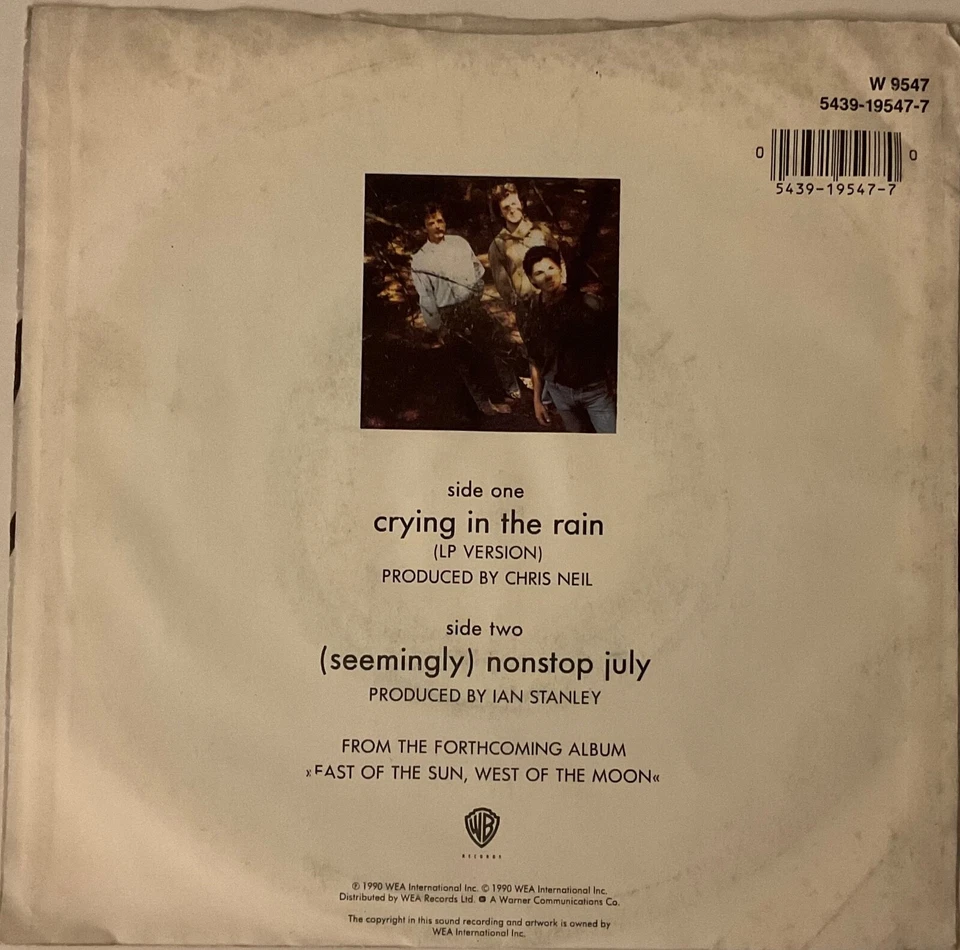 W 9547
5439-19547-7
0 0
5439-19547-7
side one
crying in the rain
(LP VERSION)
PRODUCED BY CHRIS NEIL
side two
(seemingly) nonstop july
PRODUCED BY IAN STANLEY
FROM THE FORTHCOMING ALBUM
»EAST OF THE SUN, WEST OF THE MOON«
WB
RECORDS
℗ 1990 WEA International Inc. © 1990 WEA International Inc.
Distributed by WEA Records Ltd. A Warner Communications Co.
The copyright in this sound recording and artwork is owned by
WEA International Inc.